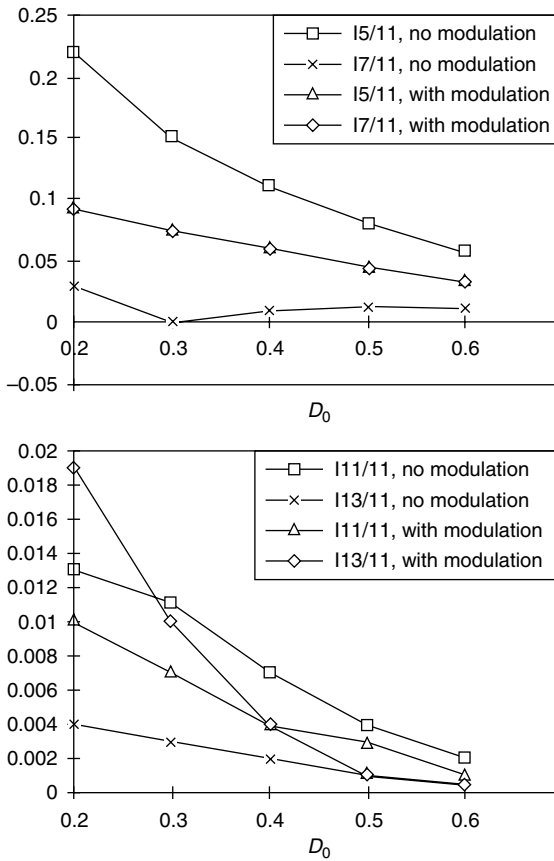 0.25
0.2
0.15
0.1
0.05
0
−0.05
I5/11, no modulation
I7/11, no modulation
I5/11, with modulation
I7/11, with modulation
0.2 0.3 0.4 0.5 0.6
D0
0.02
0.018
0.016
0.014
0.012
0.01
0.008
0.006
0.004
0.002
0
I11/11, no modulation
I13/11, no modulation
I11/11, with modulation
I13/11, with modulation
0.2 0.3 0.4 0.5 0.6
D0